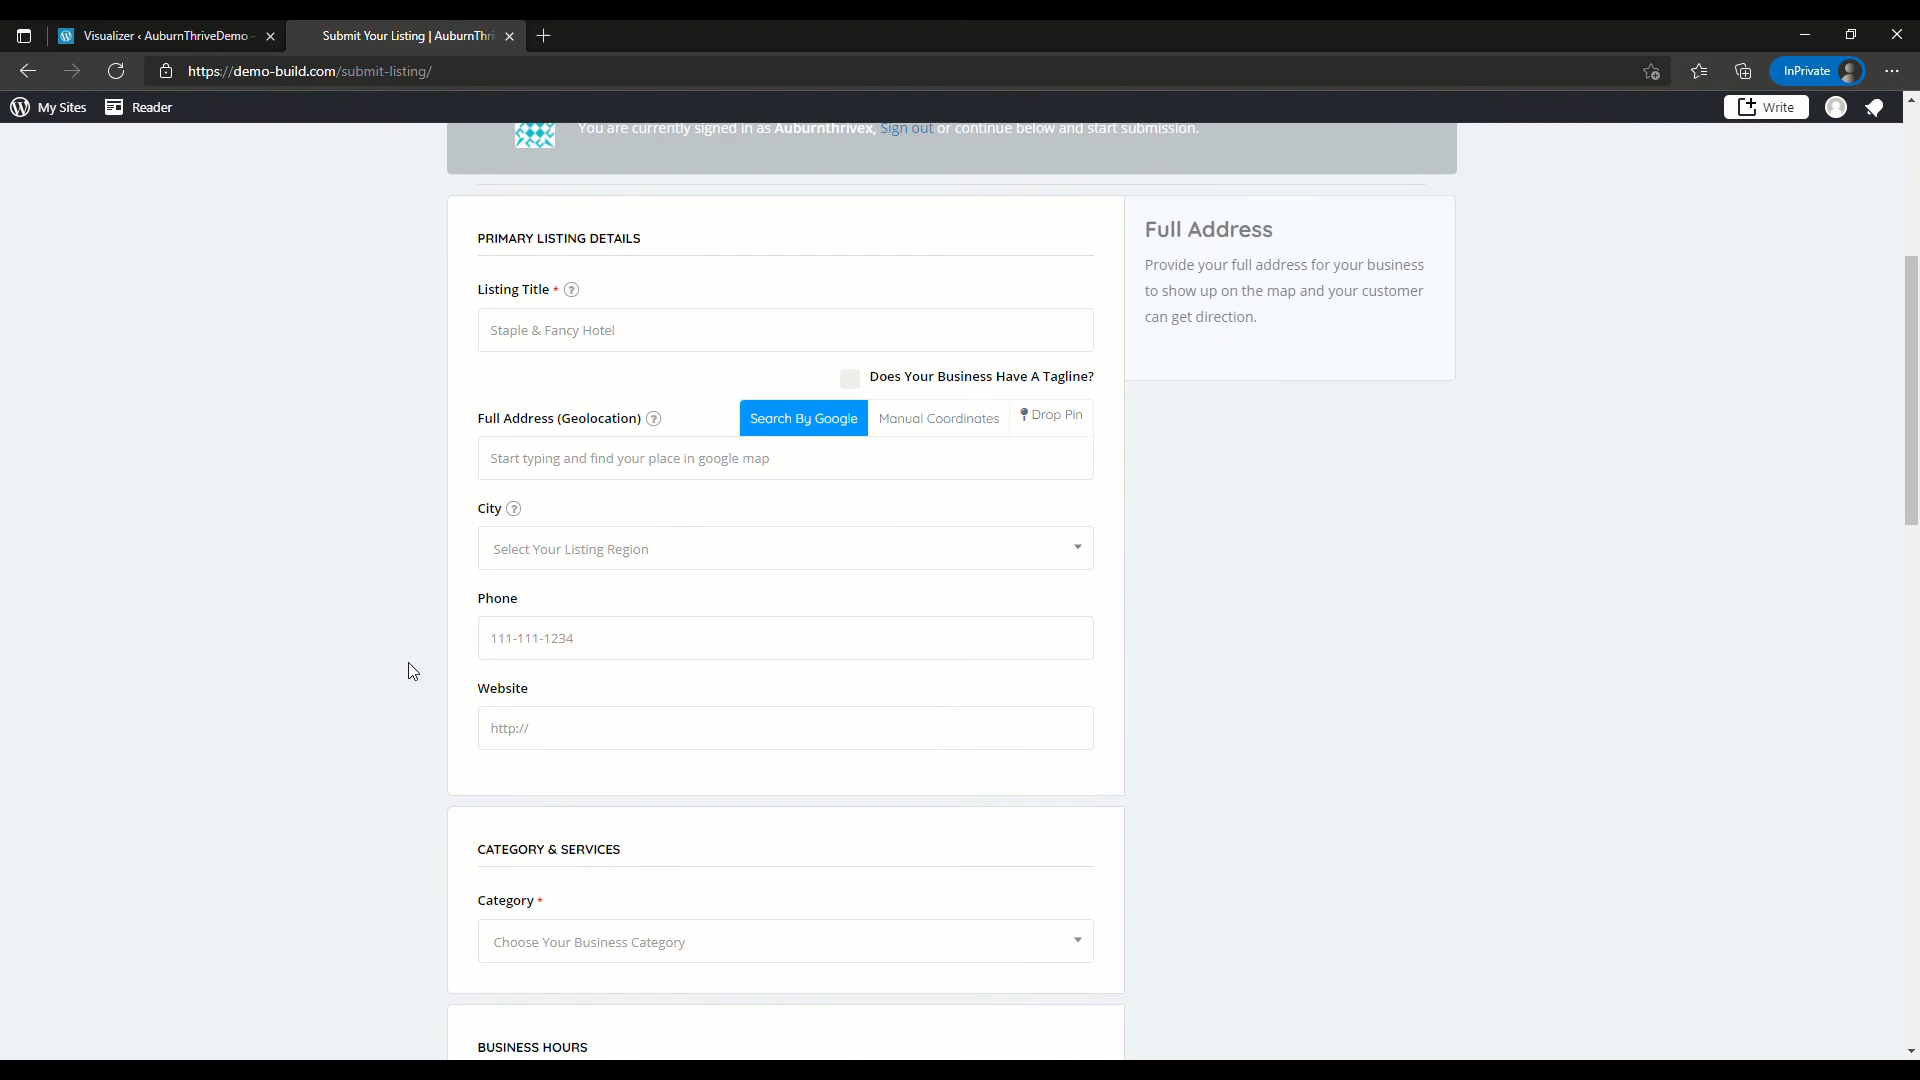 Visualizer ‹ AuburnThriveDemo -
Submit Your Listing | AuburnThri
https://demo-build.com/submit-listing/
InPrivate
My Sites
Reader
Write
You are currently signed in as Auburnthrivex, Sign out or continue below and start submission.
PRIMARY LISTING DETAILS
Full Address
Provide your full address for your business
to show up on the map and your customer
can get direction.
Listing Title * ?
Staple & Fancy Hotel
Does Your Business Have A Tagline?
Full Address (Geolocation) ?
Search By Google
Manual Coordinates
Drop Pin
Start typing and find your place in google map
City ?
Select Your Listing Region
Phone
111-111-1234
Website
http://
CATEGORY & SERVICES
Category *
Choose Your Business Category
BUSINESS HOURS